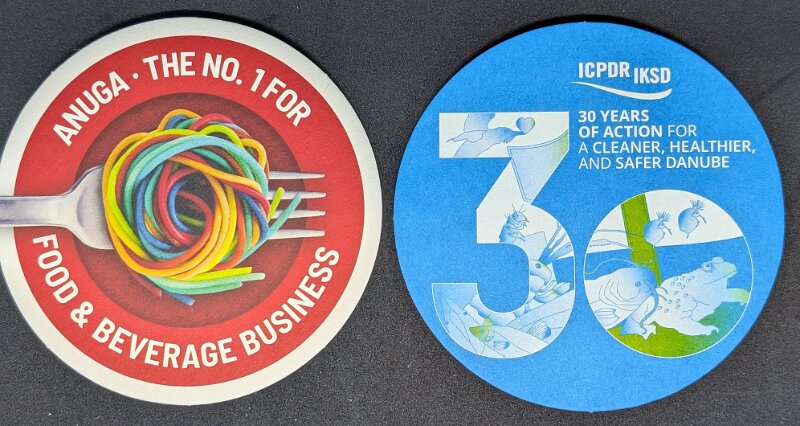 ANUGA · THE NO. 1 FOR
FOOD & BEVERAGE BUSINESS
ICPDR IKSD
30
30 YEARS
OF ACTION FOR
A CLEANER, HEALTHIER,
AND SAFER DANUBE